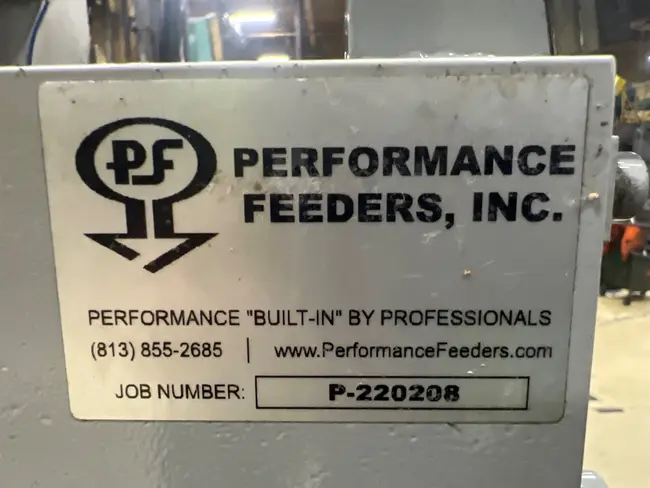 PF
PERFORMANCE
FEEDERS, INC.
PERFORMANCE "BUILT-IN" BY PROFESSIONALS
(813) 855-2685 | www.PerformanceFeeders.com
JOB NUMBER: P-220208